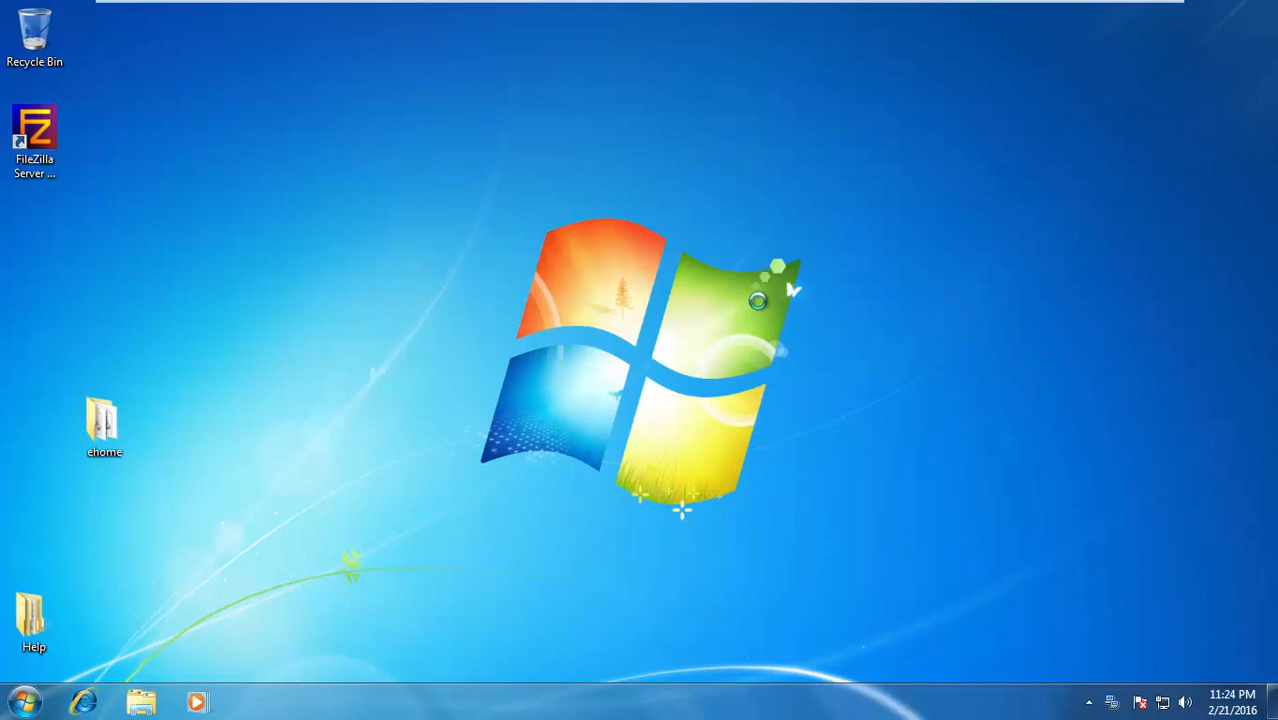 Recycle Bin
FileZilla
Server ...
ehome
Help
11:24 PM
2/21/2016